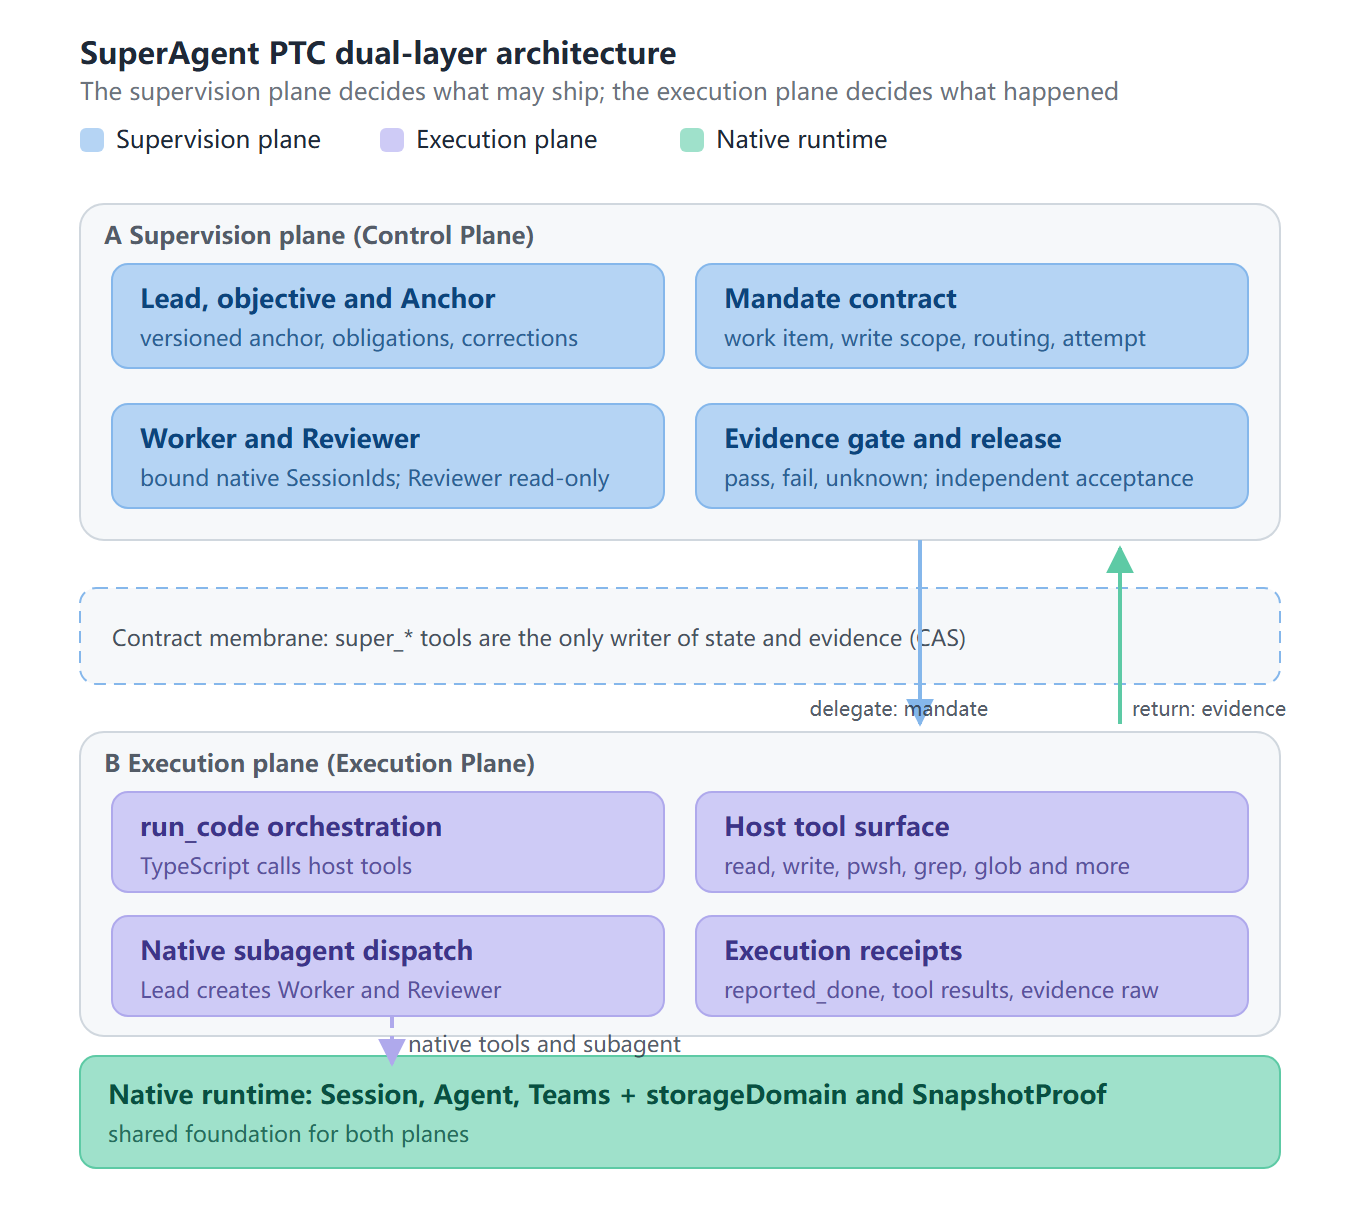 SuperAgent PTC dual-layer architecture
The supervision plane decides what may ship; the execution plane decides what happened
Supervision plane
Execution plane
Native runtime
A Supervision plane (Control Plane)
Lead, objective and Anchor
versioned anchor, obligations, corrections
Mandate contract
work item, write scope, routing, attempt
Worker and Reviewer
bound native SessionIds; Reviewer read-only
Evidence gate and release
pass, fail, unknown; independent acceptance
Contract membrane: super_* tools are the only writer of state and evidence (CAS)
delegate: mandate
return: evidence
B Execution plane (Execution Plane)
run_code orchestration
TypeScript calls host tools
Host tool surface
read, write, pwsh, grep, glob and more
Native subagent dispatch
Lead creates Worker and Reviewer
Execution receipts
reported_done, tool results, evidence raw
native tools and subagent
Native runtime: Session, Agent, Teams + storageDomain and SnapshotProof
shared foundation for both planes